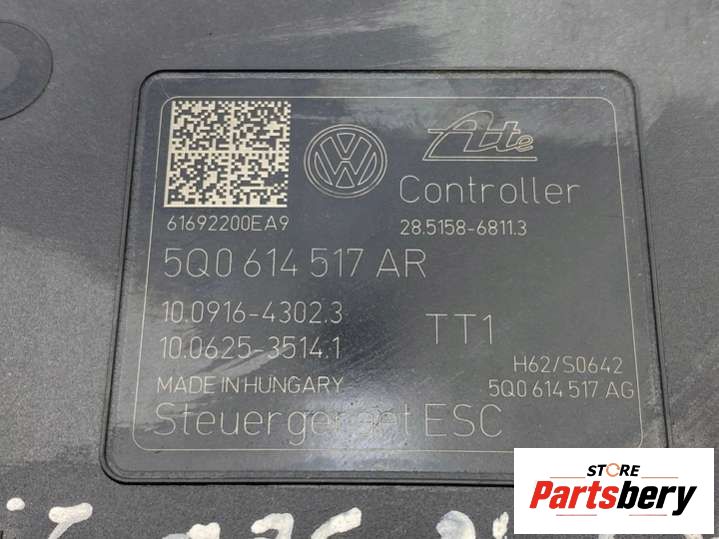 Ate
Controller
61692200EA9
28.5158-6811.3
5Q0 614 517 AR
10.0916-4302.3
10.0625-3514.1
TT1
H62/S0642
MADE IN HUNGARY
5Q0 614 517 AG
Steuergeraet ESC
STORE
Partsbery